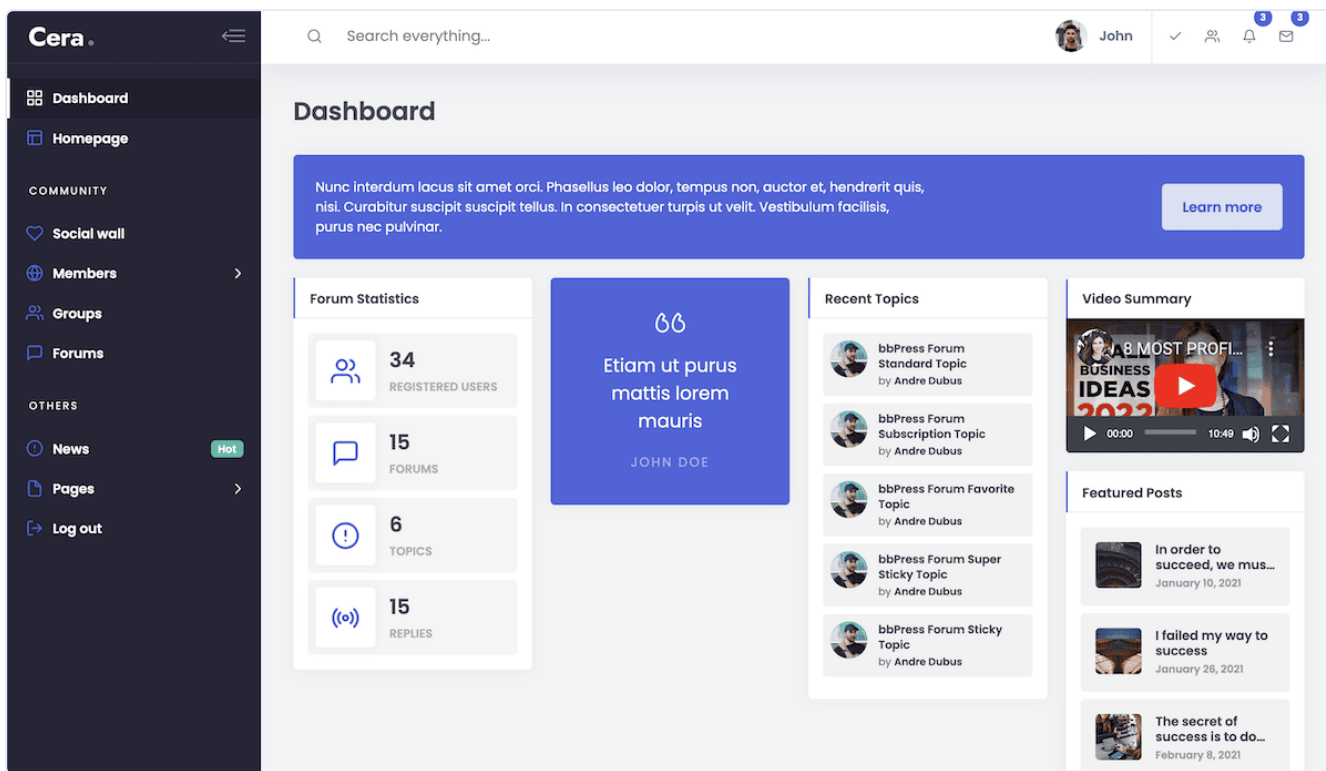 Cera.
Search everything...
John
3
3
Dashboard
Homepage
COMMUNITY
Social wall
Members
Groups
Forums
OTHERS
News
Hot
Pages
Log out
Dashboard
Nunc interdum lacus sit amet orci. Phasellus leo dolor, tempus non, auctor et, hendrerit quis,
nisi. Curabitur suscipit suscipit tellus. In consectetuer turpis ut velit. Vestibulum facilisis,
purus nec pulvinar.
Learn more
Forum Statistics
34
REGISTERED USERS
15
FORUMS
6
TOPICS
15
REPLIES
Etiam ut purus
mattis lorem
mauris
JOHN DOE
Recent Topics
bbPress Forum
Standard Topic
by Andre Dubus
bbPress Forum
Subscription Topic
by Andre Dubus
bbPress Forum Favorite
Topic
by Andre Dubus
bbPress Forum Super
Sticky Topic
by Andre Dubus
bbPress Forum Sticky
Topic
by Andre Dubus
Video Summary
8 MOST PROFI...
BUSINESS
IDEAS
2022
00:00
10:49
Featured Posts
In order to
succeed, we mus...
January 10, 2021
I failed my way to
success
January 26, 2021
The secret of
success is to do...
February 8, 2021